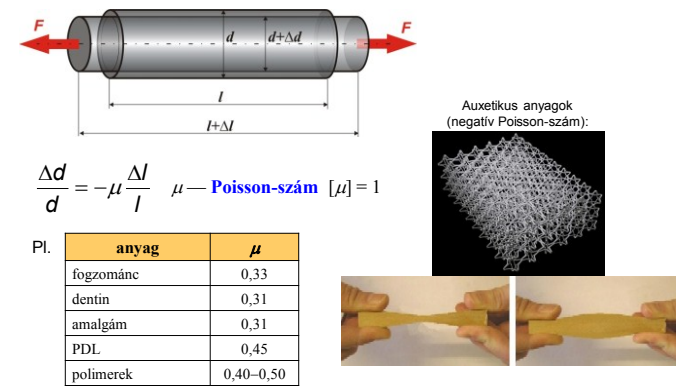 F
F
d
d+Δd
l
l+Δl
Auxetikus anyagok
(negatív Poisson-szám):
Δd/d = −μ Δl/l   μ — Poisson-szám [μ] = 1
Pl.
anyag μ
fogzománc 0,33
dentin 0,31
amalgám 0,31
PDL 0,45
polimerek 0,40–0,50